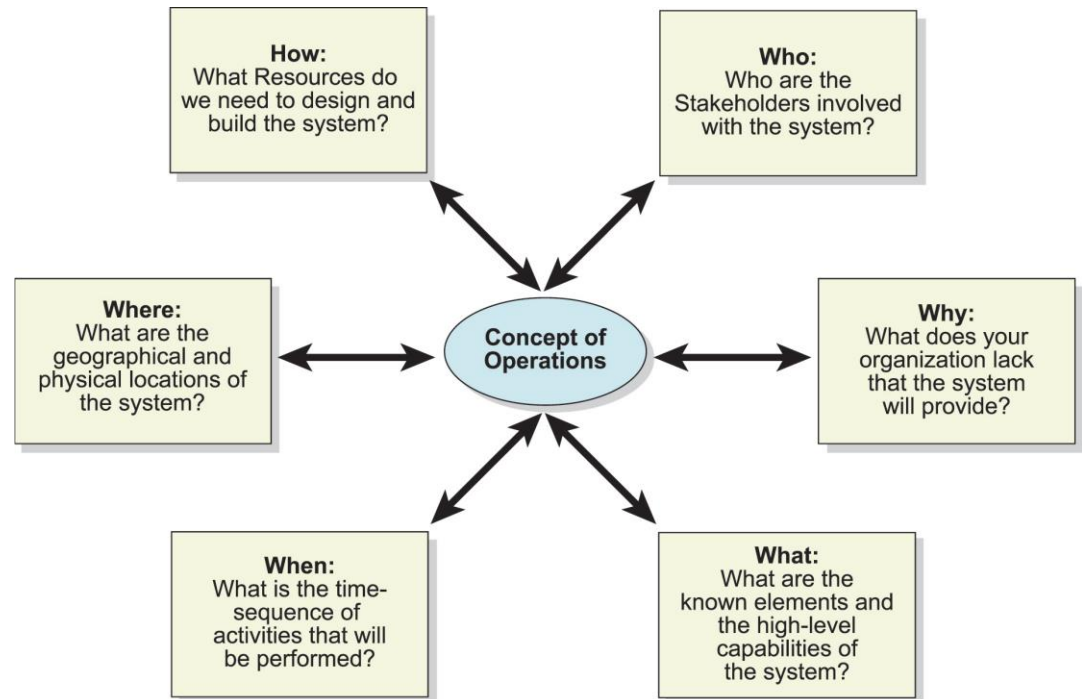 How:
What Resources do
we need to design and
build the system?
Who:
Who are the
Stakeholders involved
with the system?
Where:
What are the
geographical and
physical locations of
the system?
Concept of
Operations
Why:
What does your
organization lack
that the system
will provide?
When:
What is the time-
sequence of
activities that will
be performed?
What:
What are the
known elements and
the high-level
capabilities of
the system?